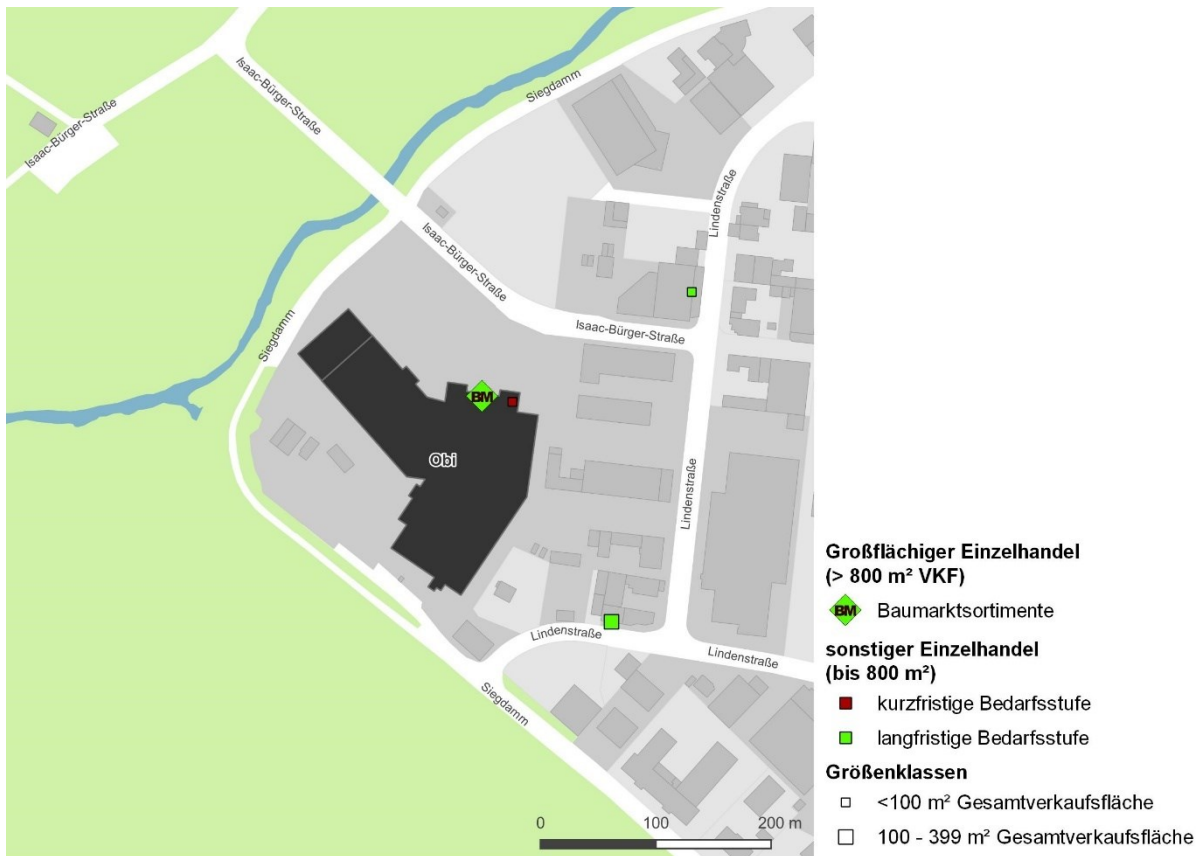 Isaac-Bürger-Straße
Siegdamm
Isaac-Bürger-Straße
Lindenstraße
Isaac-Bürger-Straße
Siegdamm
Isaac-Bürger-Straße
BM
Obi
Lindenstraße
Lindenstraße
Lindenstraße
Siegdamm
0 100 200 m
Großflächiger Einzelhandel
(> 800 m² VKF)
BM Baumarktsortimente
sonstiger Einzelhandel
(bis 800 m²)
kurzfristige Bedarfsstufe
langfristige Bedarfsstufe
Größenklassen
<100 m² Gesamtverkaufsfläche
100 - 399 m² Gesamtverkaufsfläche